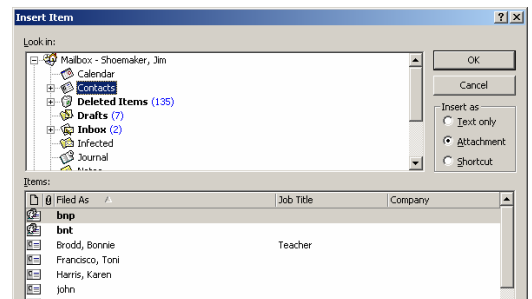 Insert Item
Look in:
Mailbox - Shoemaker, Jim
OK
Calendar
Contacts
Cancel
Deleted Items (135)
Insert as
Drafts (7)
Text only
Inbox (2)
Attachment
Infected
Journal
Shortcut
Notes
Items:
Filed As Job Title Company
bnp
bnt
Brodd, Bonnie Teacher
Francisco, Toni
Harris, Karen
john